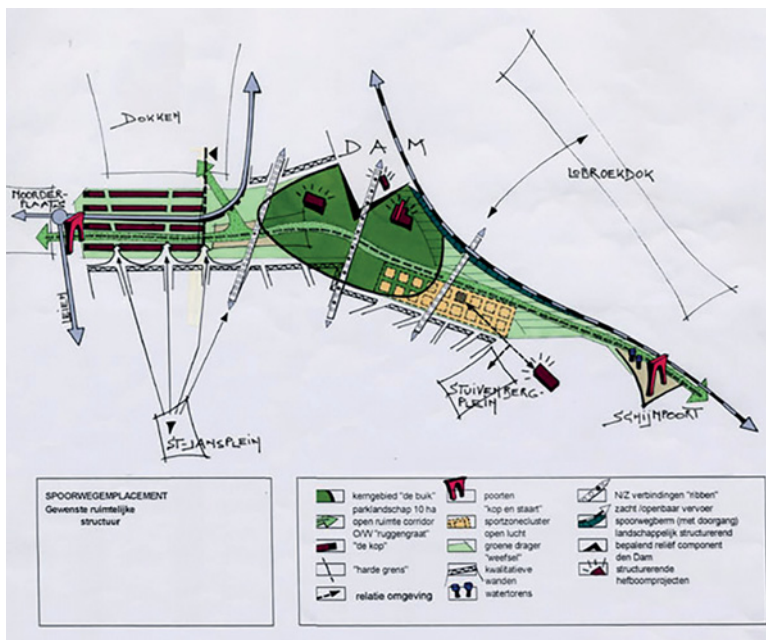 DOKKEN
DAM
LOBROEKDOK
NOORDER-
PLAATS
LEIEN
ST-JANSPLEIN
STUIVENBERG-
PLEIN
SCHIJNPOORT
SPOORWEGEMPLACEMENT
Gewenste ruimtelijke
structuur
kerngebied "de buik"
parklandschap 10 ha
open ruimte corridor
O/W "ruggengraat"
"de kop"
"harde grens"
relatie omgeving
poorten
"kop en staart"
sportzonecluster
open lucht
groene drager
"weefsel"
kwalitatieve
wanden
watertorens
N/Z verbindingen "ribben"
zacht /openbaar vervoer
spoorwegberm (met doorgang)
landschappelijk structurerend
bepalend reliëf component
den Dam
structurerende
hefboomprojecten